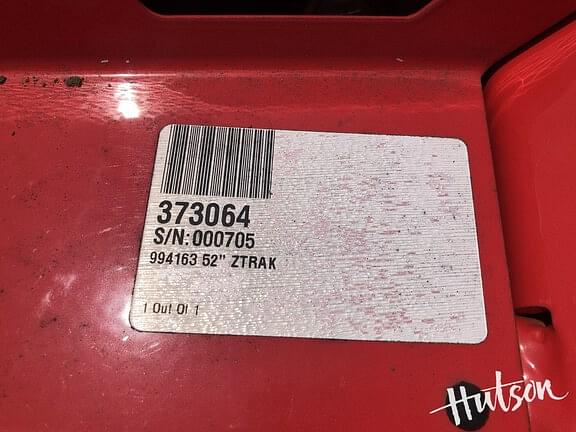 373064
S/N: 000705
994163 52" ZTRAK
1 Out Of 1
Hutson